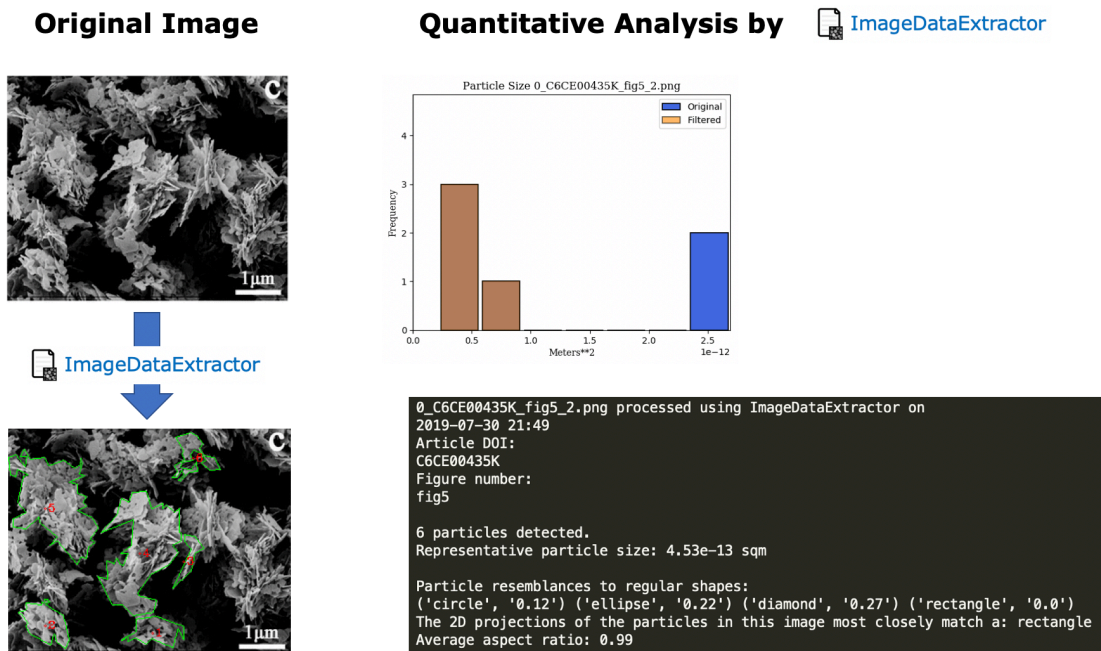 Original Image
Quantitative Analysis by ImageDataExtractor
C
1μm
ImageDataExtractor
C
5
4
3
2
1
1μm
Particle Size 0_C6CE00435K_fig5_2.png
Original
Filtered
Frequency
4
3
2
1
0
0.0 0.5 1.0 1.5 2.0 2.5
Meters**2
1e−12
0_C6CE00435K_fig5_2.png processed using ImageDataExtractor on
2019-07-30 21:49
Article DOI:
C6CE00435K
Figure number:
fig5
6 particles detected.
Representative particle size: 4.53e-13 sqm
Particle resemblances to regular shapes:
('circle', '0.12') ('ellipse', '0.22') ('diamond', '0.27') ('rectangle', '0.0')
The 2D projections of the particles in this image most closely match a: rectangle
Average aspect ratio: 0.99